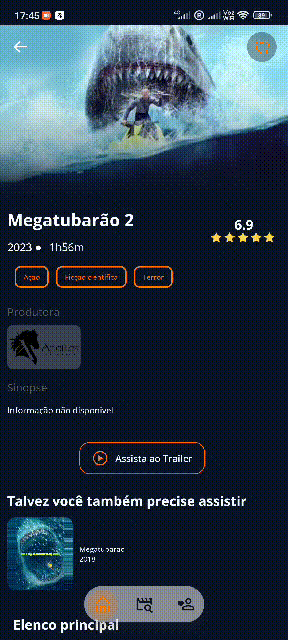 17:45
89
Megatubarão 2
6.9
2023 ● 1h56m
Ação
Ficção científica
Terror
Produtora
Sinopse
Informação não disponível
Assista ao Trailer
Talvez você também precise assistir
Megatubarão
2018
Elenco principal